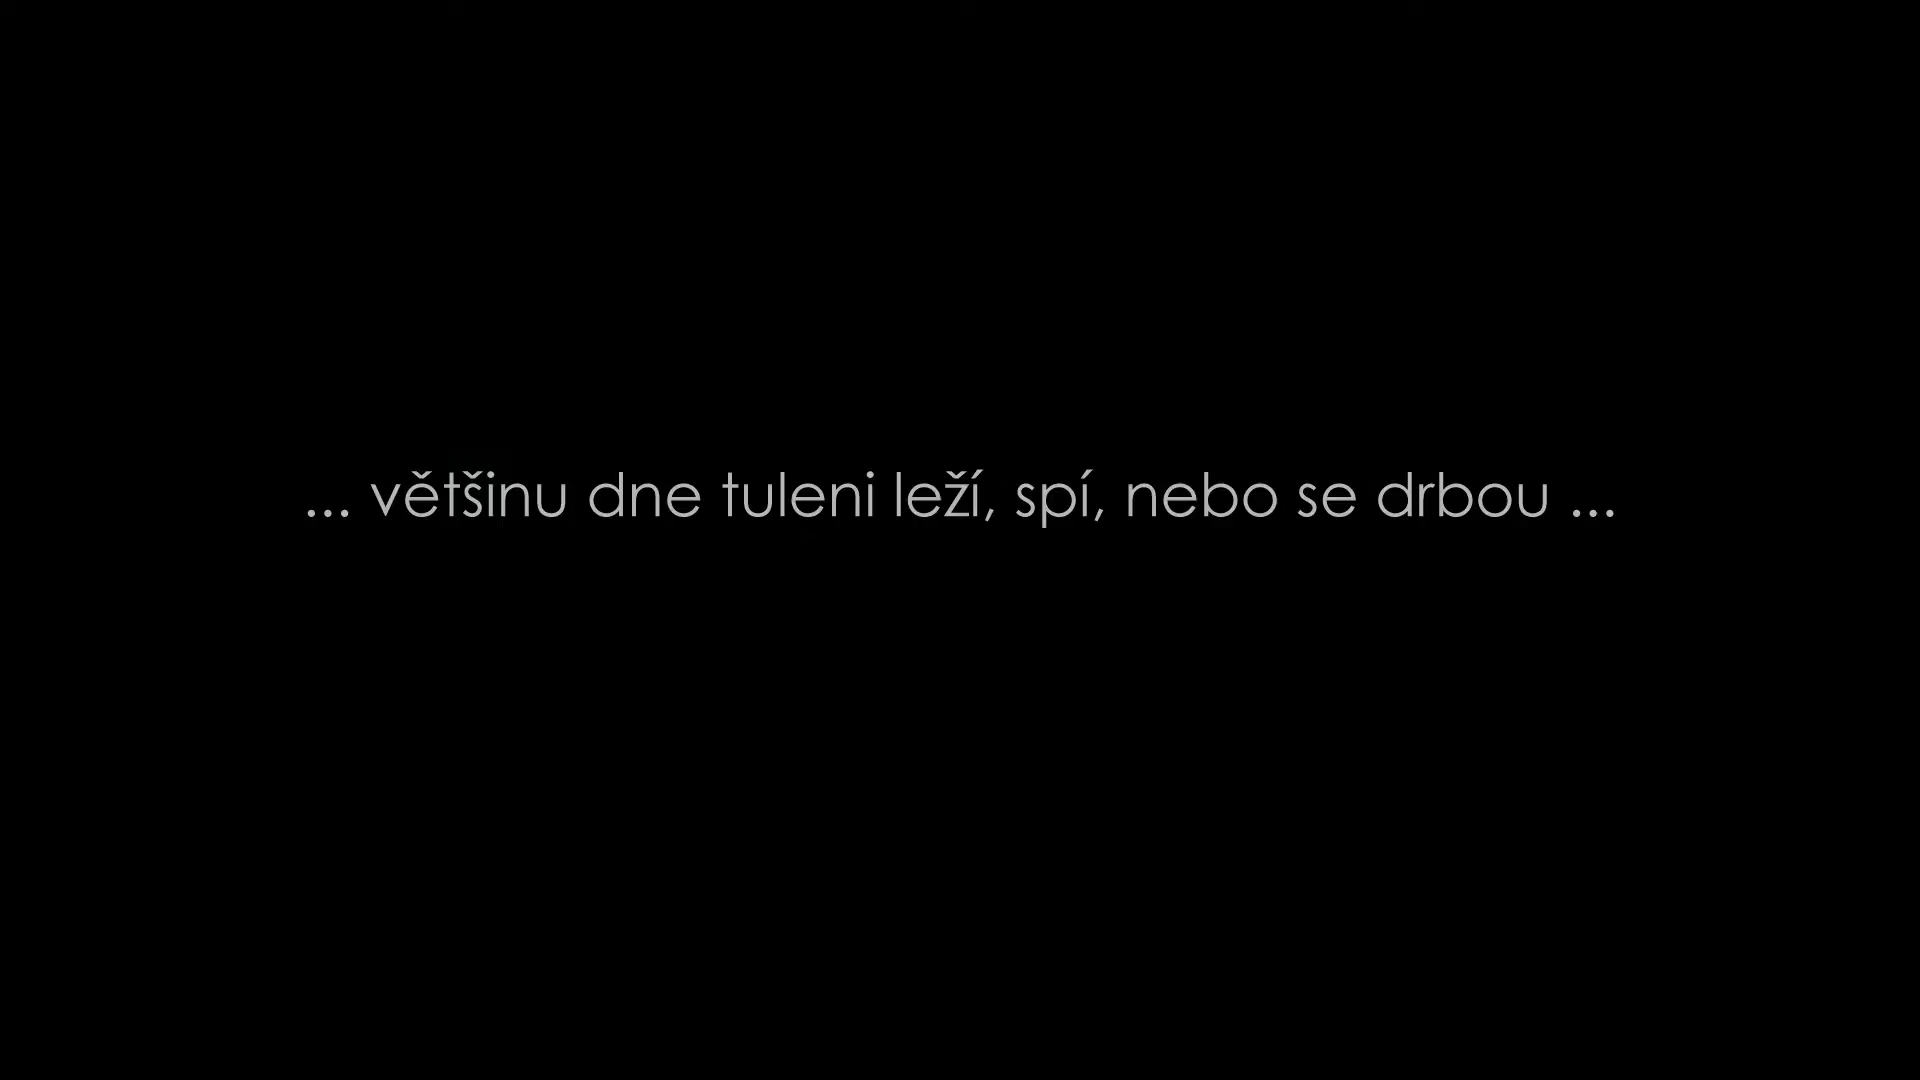 ... většinu dne tuleni leží, spí, nebo se drbou ...